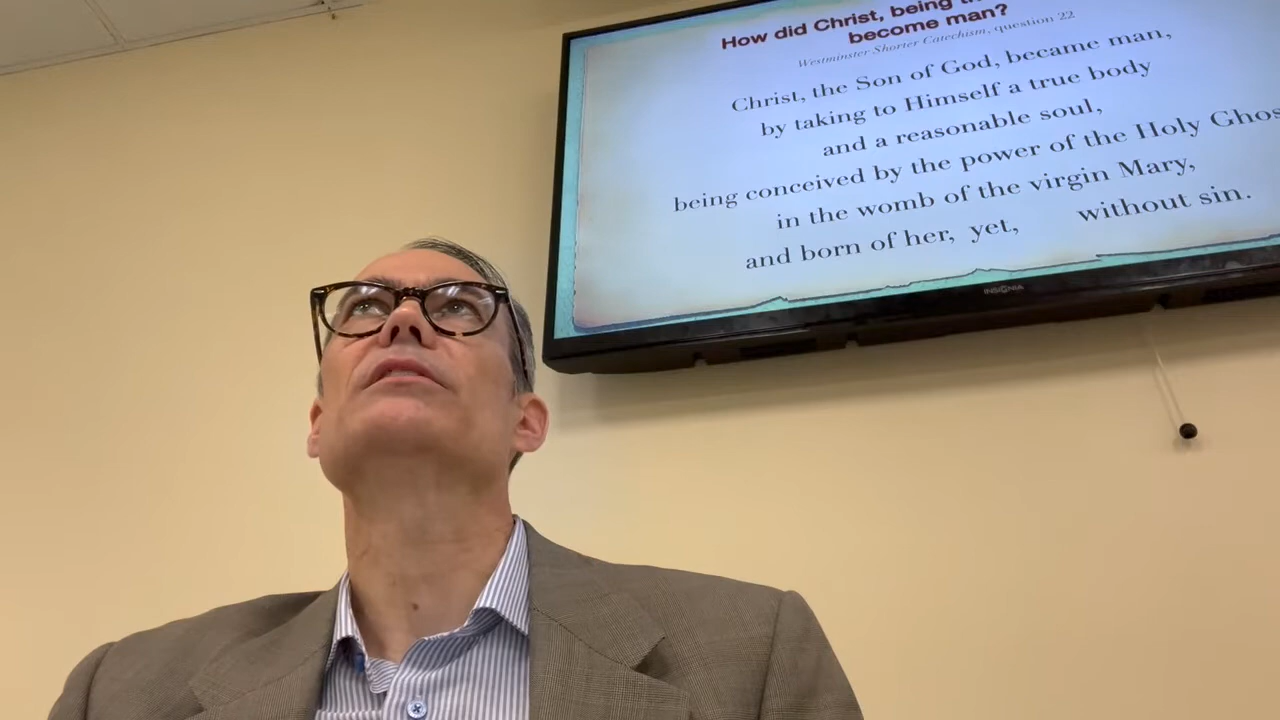 How did Christ, being
become man?
Westminster Shorter Catechism, question 22
Christ, the Son of God, became man,
by taking to Himself a true body
and a reasonable soul,
being conceived by the power of the Holy Ghos
in the womb of the virgin Mary,
and born of her, yet, without sin.
INSIGNIA